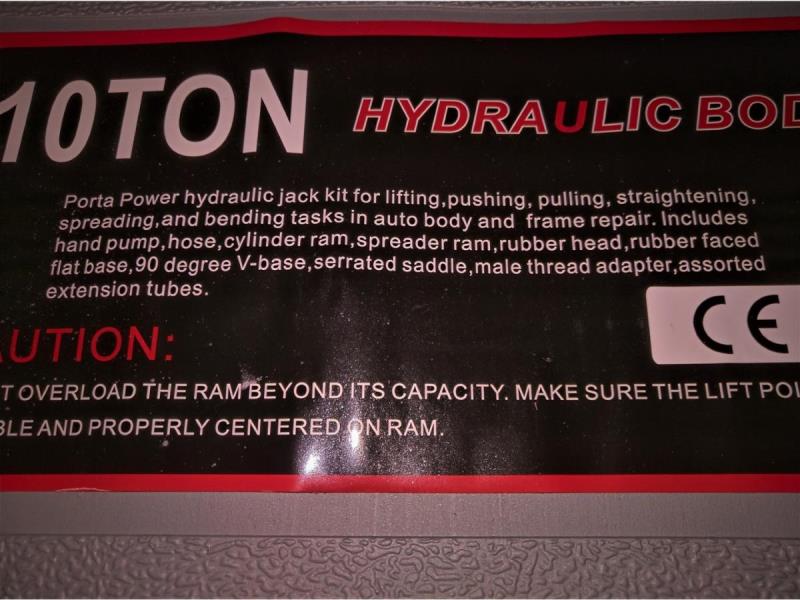 10TON
HYDRAULIC BOD
Porta Power hydraulic jack kit for lifting,pushing, pulling, straightening,
spreading,and bending tasks in auto body and frame repair. Includes
hand pump,hose,cylinder ram,spreader ram,rubber head,rubber faced
flat base,90 degree V-base,serrated saddle,male thread adapter,assorted
extension tubes.
CE
AUTION:
T OVERLOAD THE RAM BEYOND ITS CAPACITY. MAKE SURE THE LIFT POI
BLE AND PROPERLY CENTERED ON RAM.